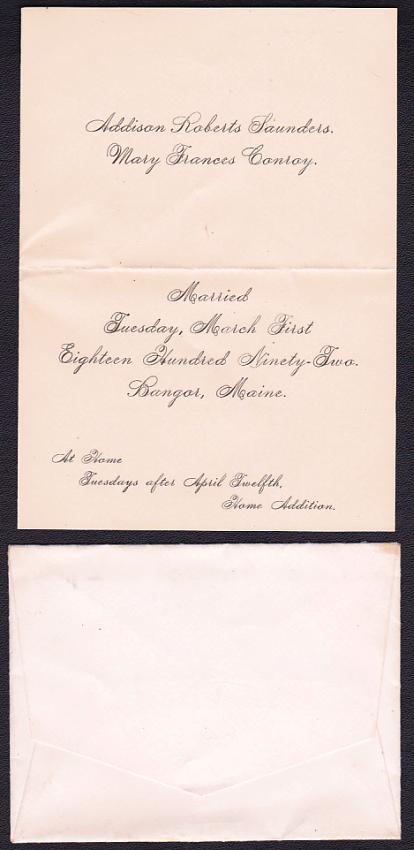 Addison Roberts Saunders.
Mary Frances Conroy.
Married
Tuesday, March First
Eighteen Hundred Ninety-Two.
Bangor, Maine.
At Home
Tuesdays after April Twelfth,
Home Addition.